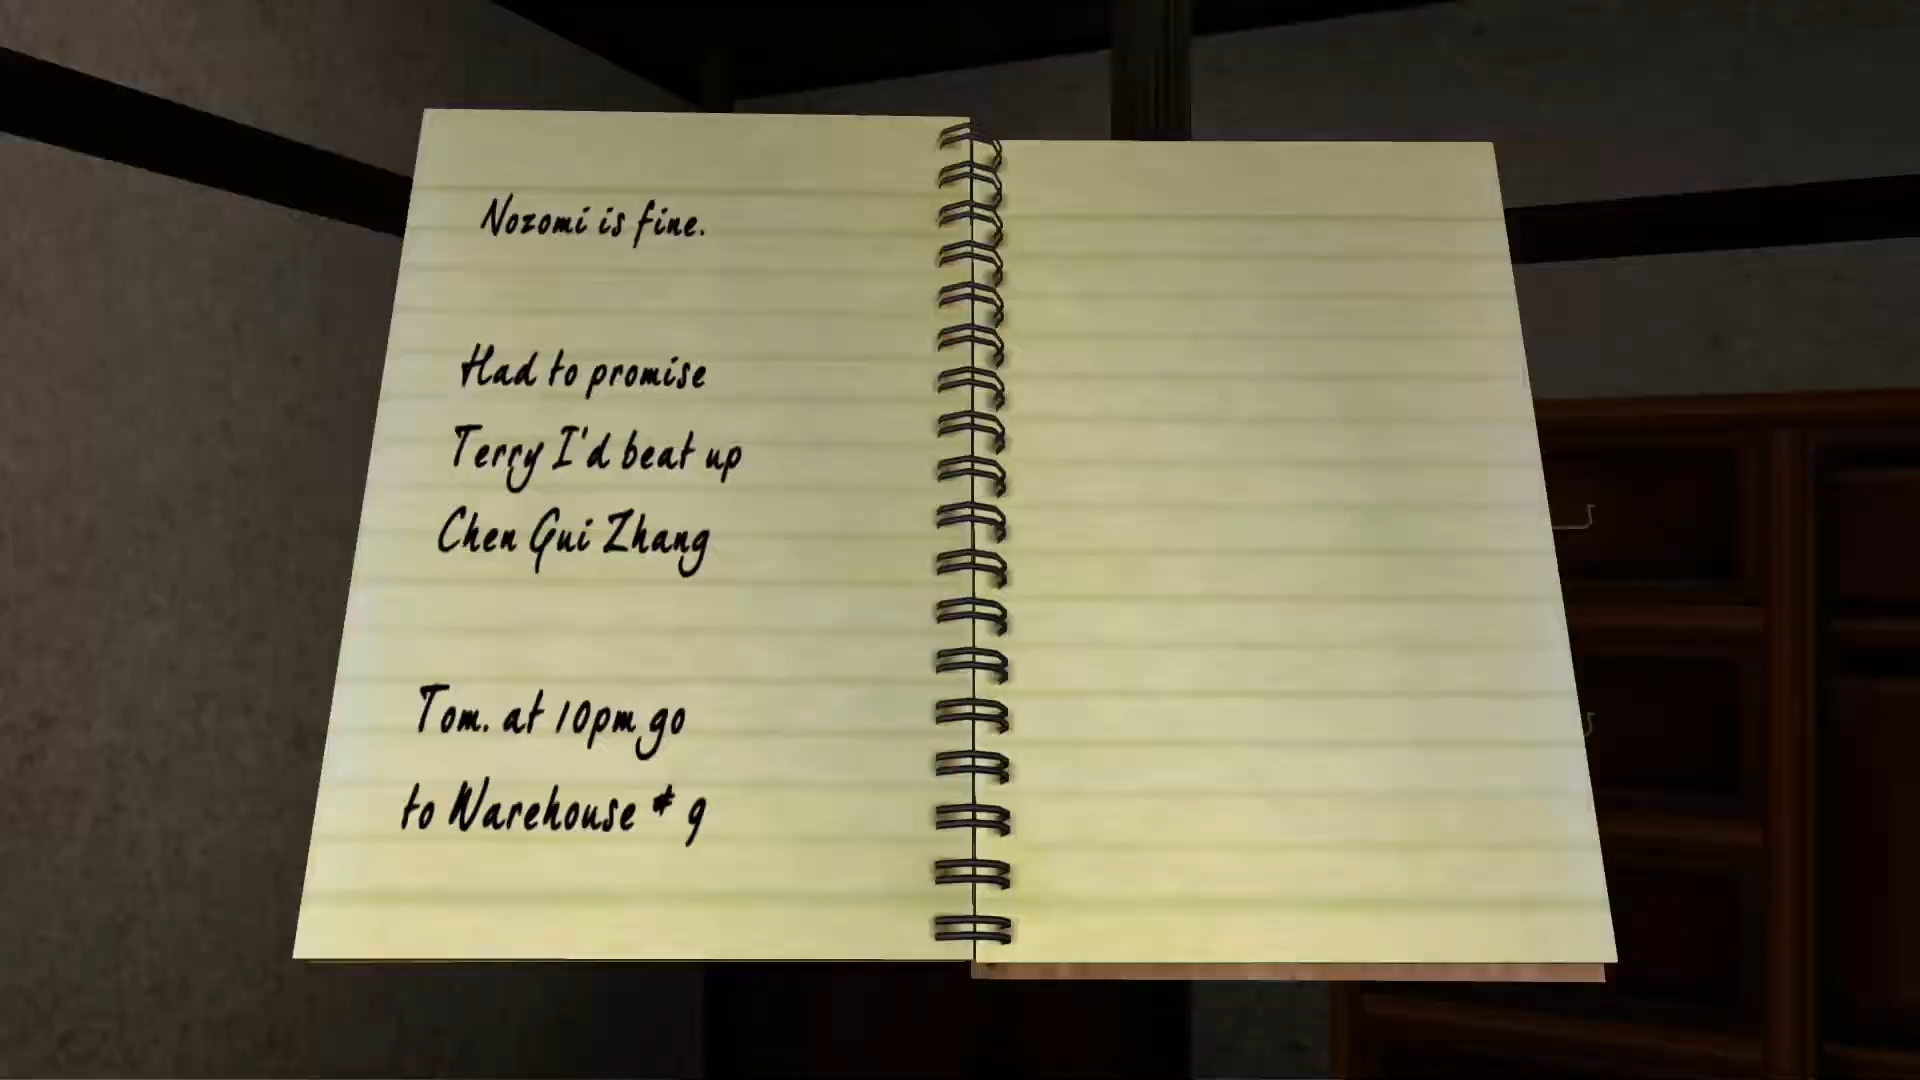 Nozomi is fine.
Had to promise
Terry I'd beat up
Chen Gui Zhang
Tom. at 10pm go
to Warehouse # 9